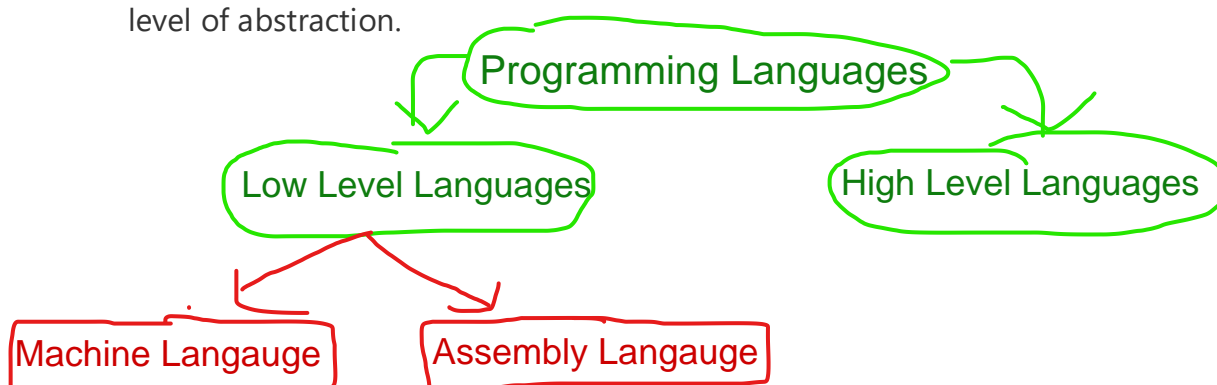 level of abstraction.
Programming Languages
Low Level Languages
High Level Languages
Machine Langauge
Assembly Langauge